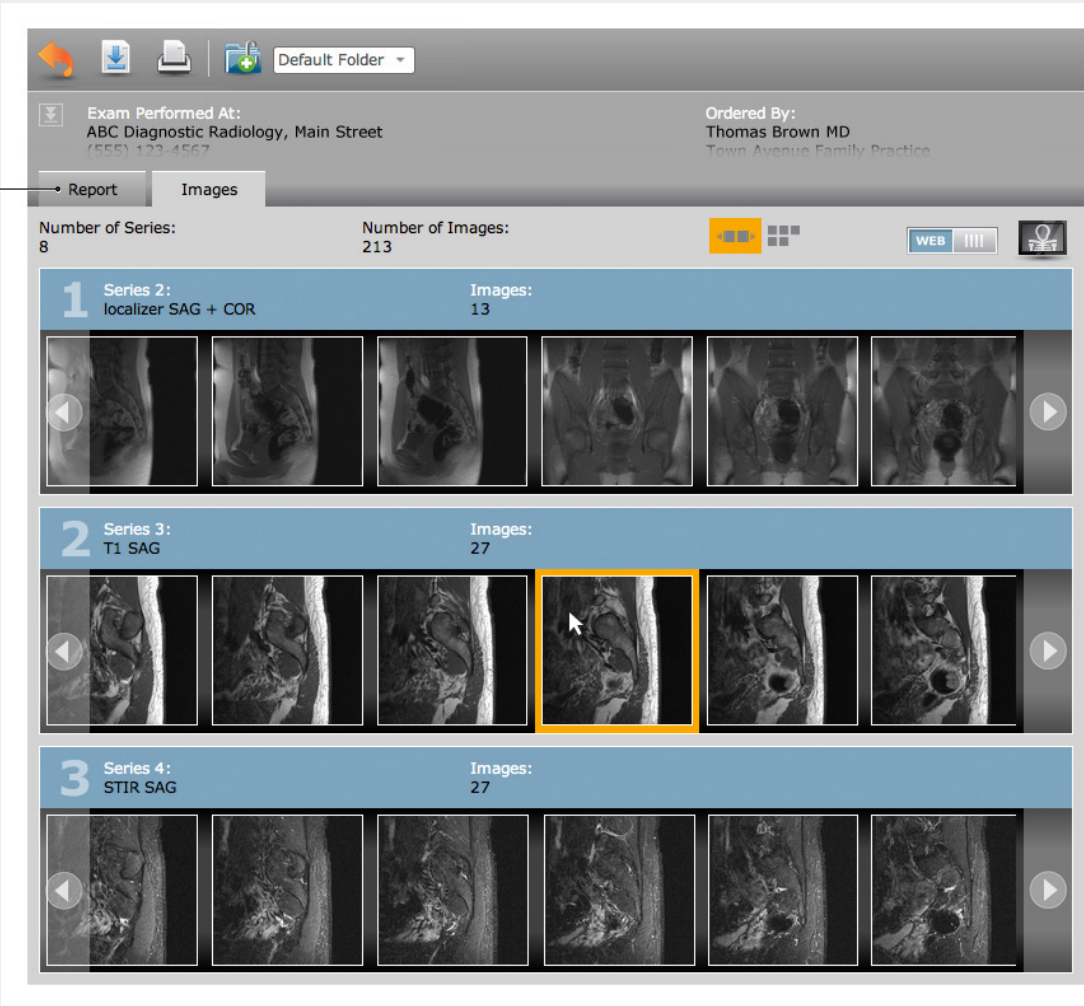 Default Folder
Exam Performed At:
ABC Diagnostic Radiology, Main Street
(555) 123-4567
Ordered By:
Thomas Brown MD
Town Avenue Family Practice
Report
Images
Number of Series:
8
Number of Images:
213
WEB
1
Series 2:
localizer SAG + COR
Images:
13
2
Series 3:
T1 SAG
Images:
27
3
Series 4:
STIR SAG
Images:
27